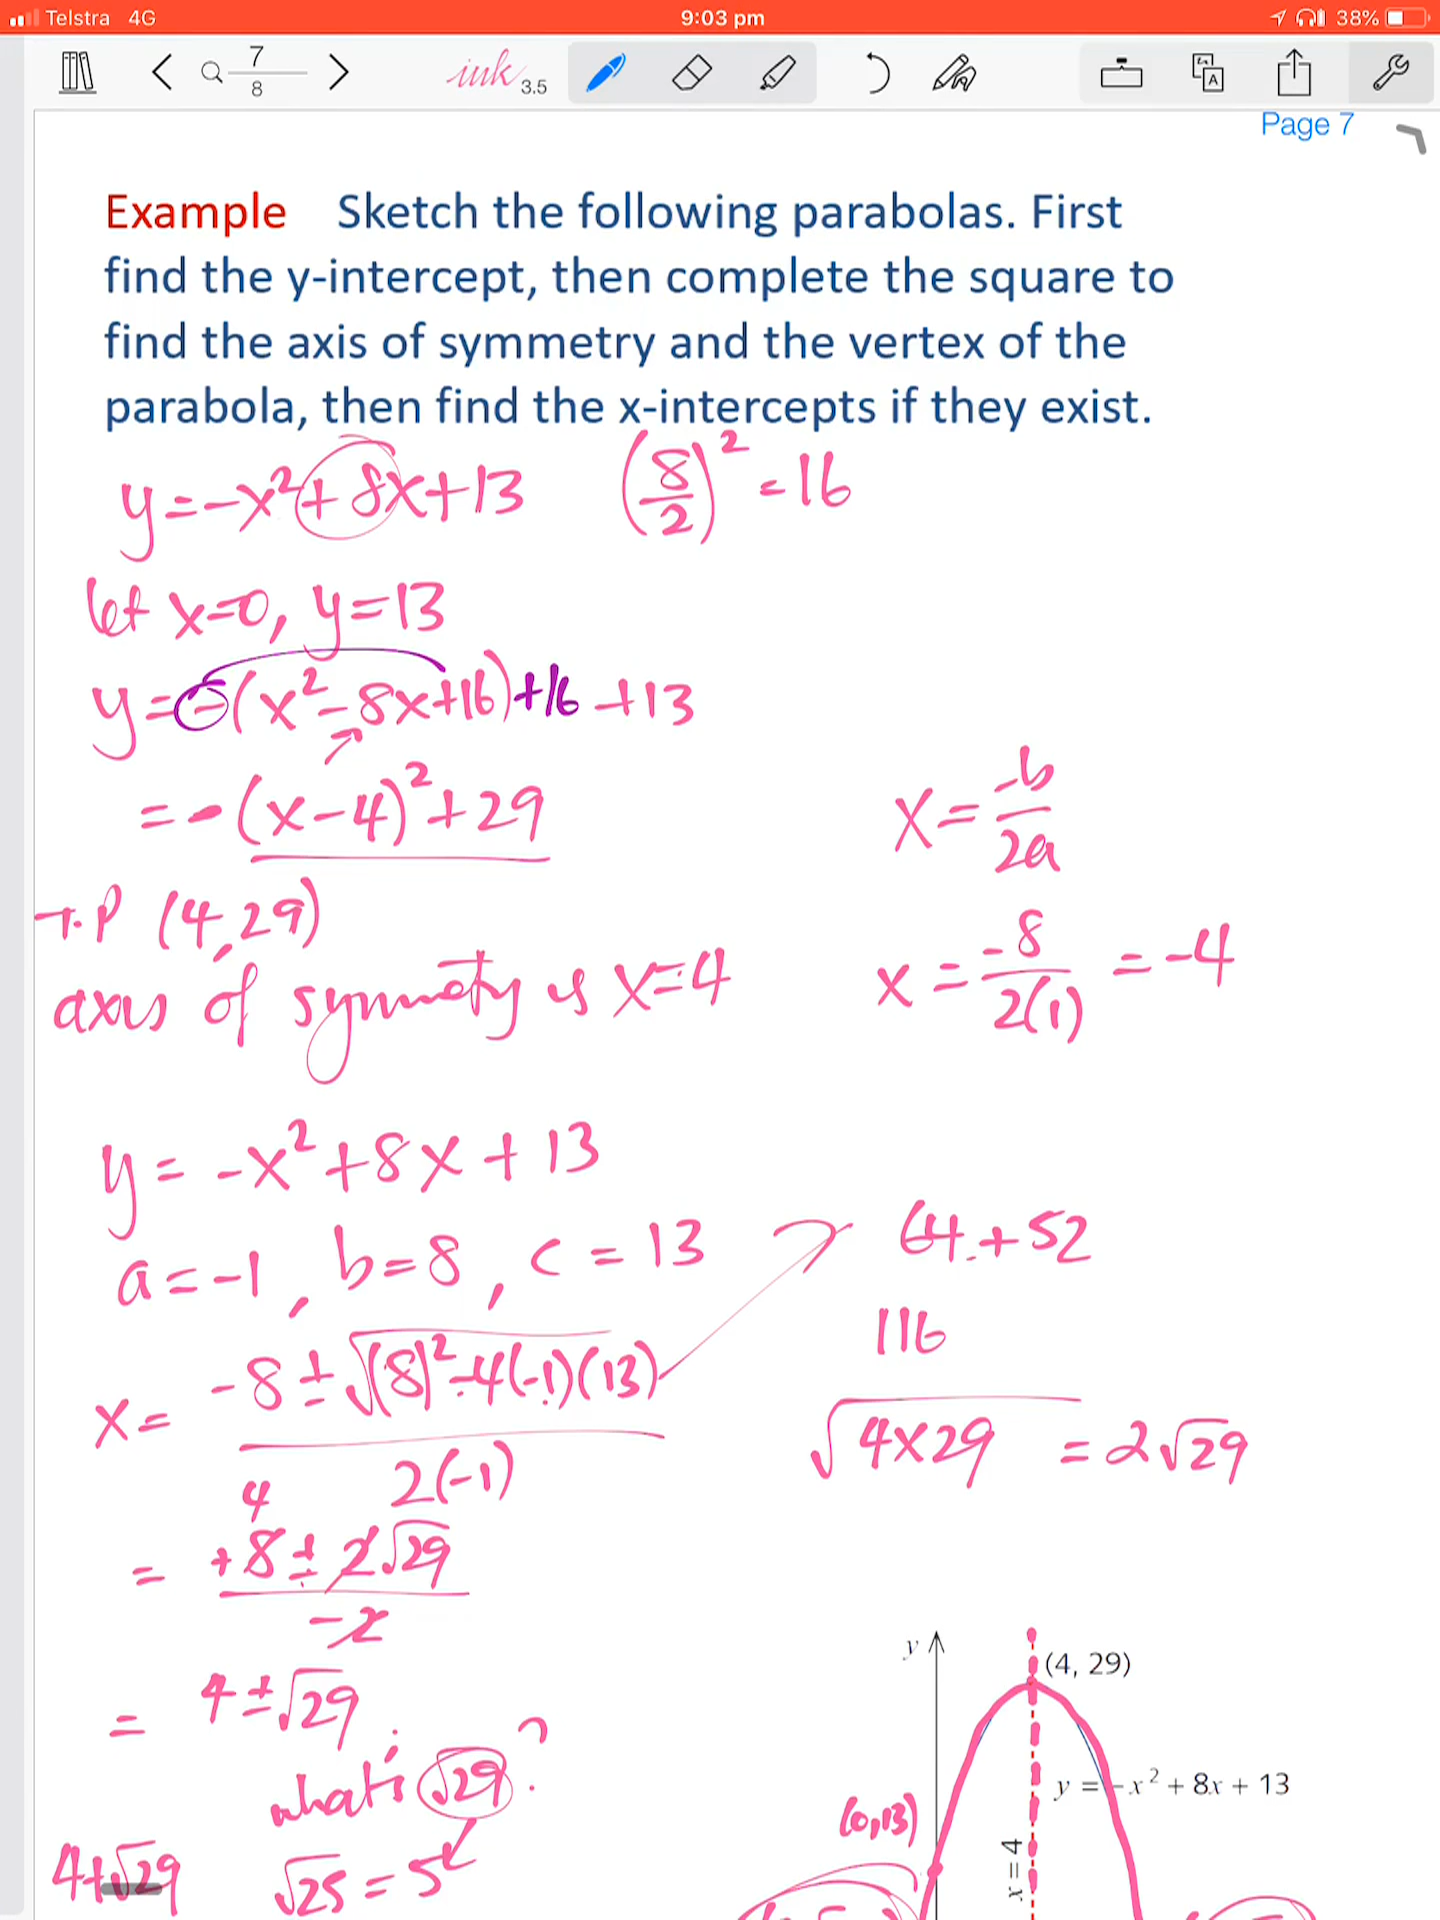 Telstra 4G 9:03 pm 38%
7
8
ink 3.5
Page 7
Example Sketch the following parabolas. First
find the y-intercept, then complete the square to
find the axis of symmetry and the vertex of the
parabola, then find the x-intercepts if they exist.
y=-x²+8x+13 (8/2)²=16
let x=0, y=13
y=-(x²-8x+16)+16+13
=-(x-4)²+29
x=-b/2a
T.P (4,29)
x=-8/2(1)=-4
axis of symmety is x=4
y=-x²+8x+13
a=-1, b=8, c=13
64+52
116
x=-8±√(8)²-4(-1)(13)
2(-1)
√4x29 =2√29
4
=+8±2√29
-2
=4±√29
what's √29?
4+√29 √25=5
y
(4, 29)
y = -x² + 8x + 13
(0,13)
x = 4